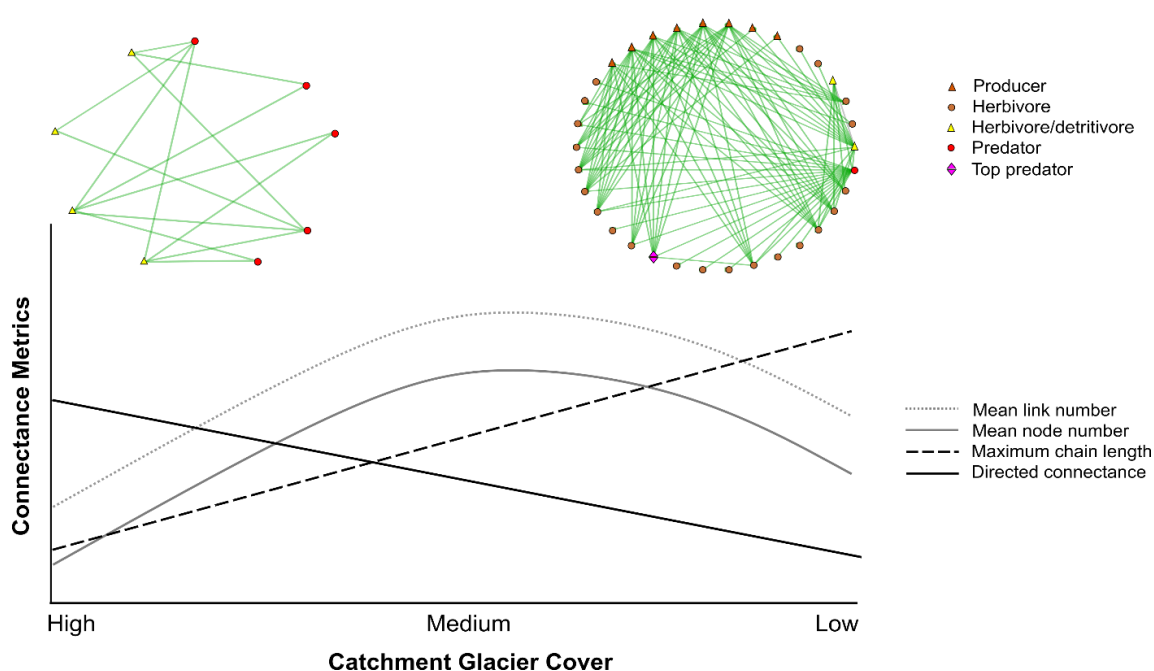 Producer
Herbivore
Herbivore/detritivore
Predator
Top predator
Connectance Metrics
Mean link number
Mean node number
Maximum chain length
Directed connectance
High
Medium
Low
Catchment Glacier Cover